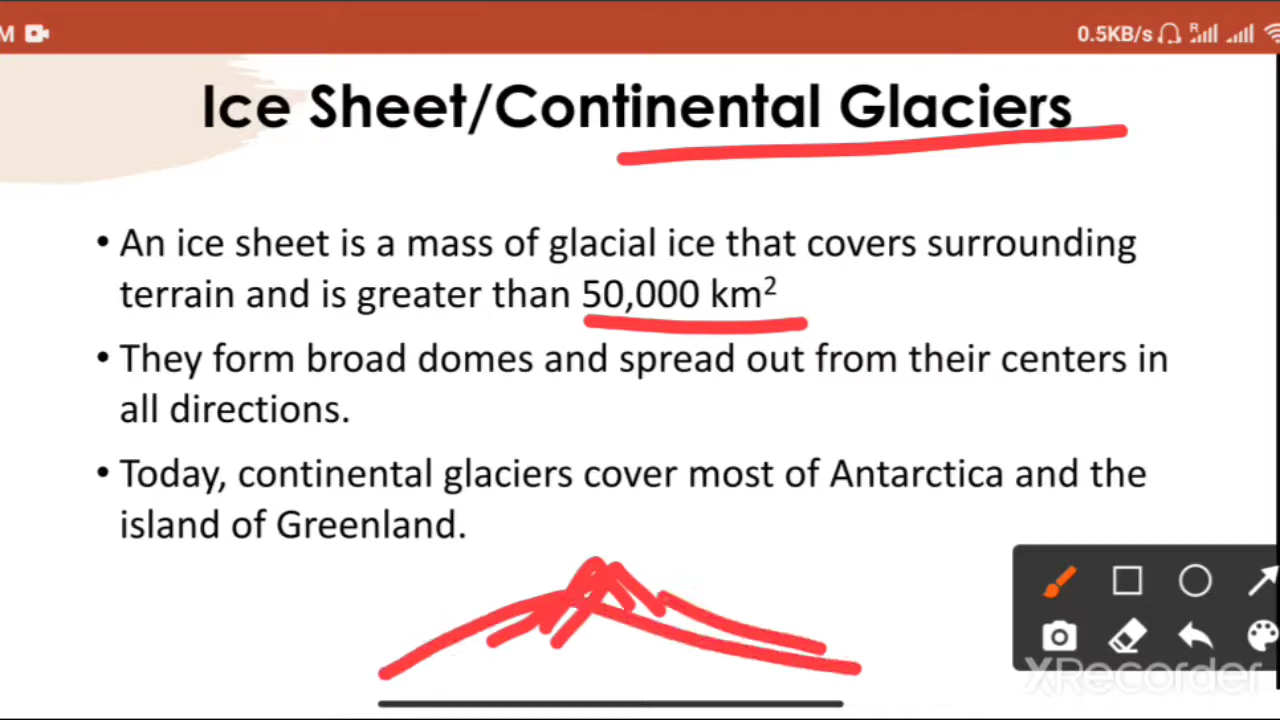 M
0.5KB/s R
Ice Sheet/Continental Glaciers
• An ice sheet is a mass of glacial ice that covers surrounding
terrain and is greater than 50,000 km²
• They form broad domes and spread out from their centers in
all directions.
• Today, continental glaciers cover most of Antarctica and the
island of Greenland.
XRecorder